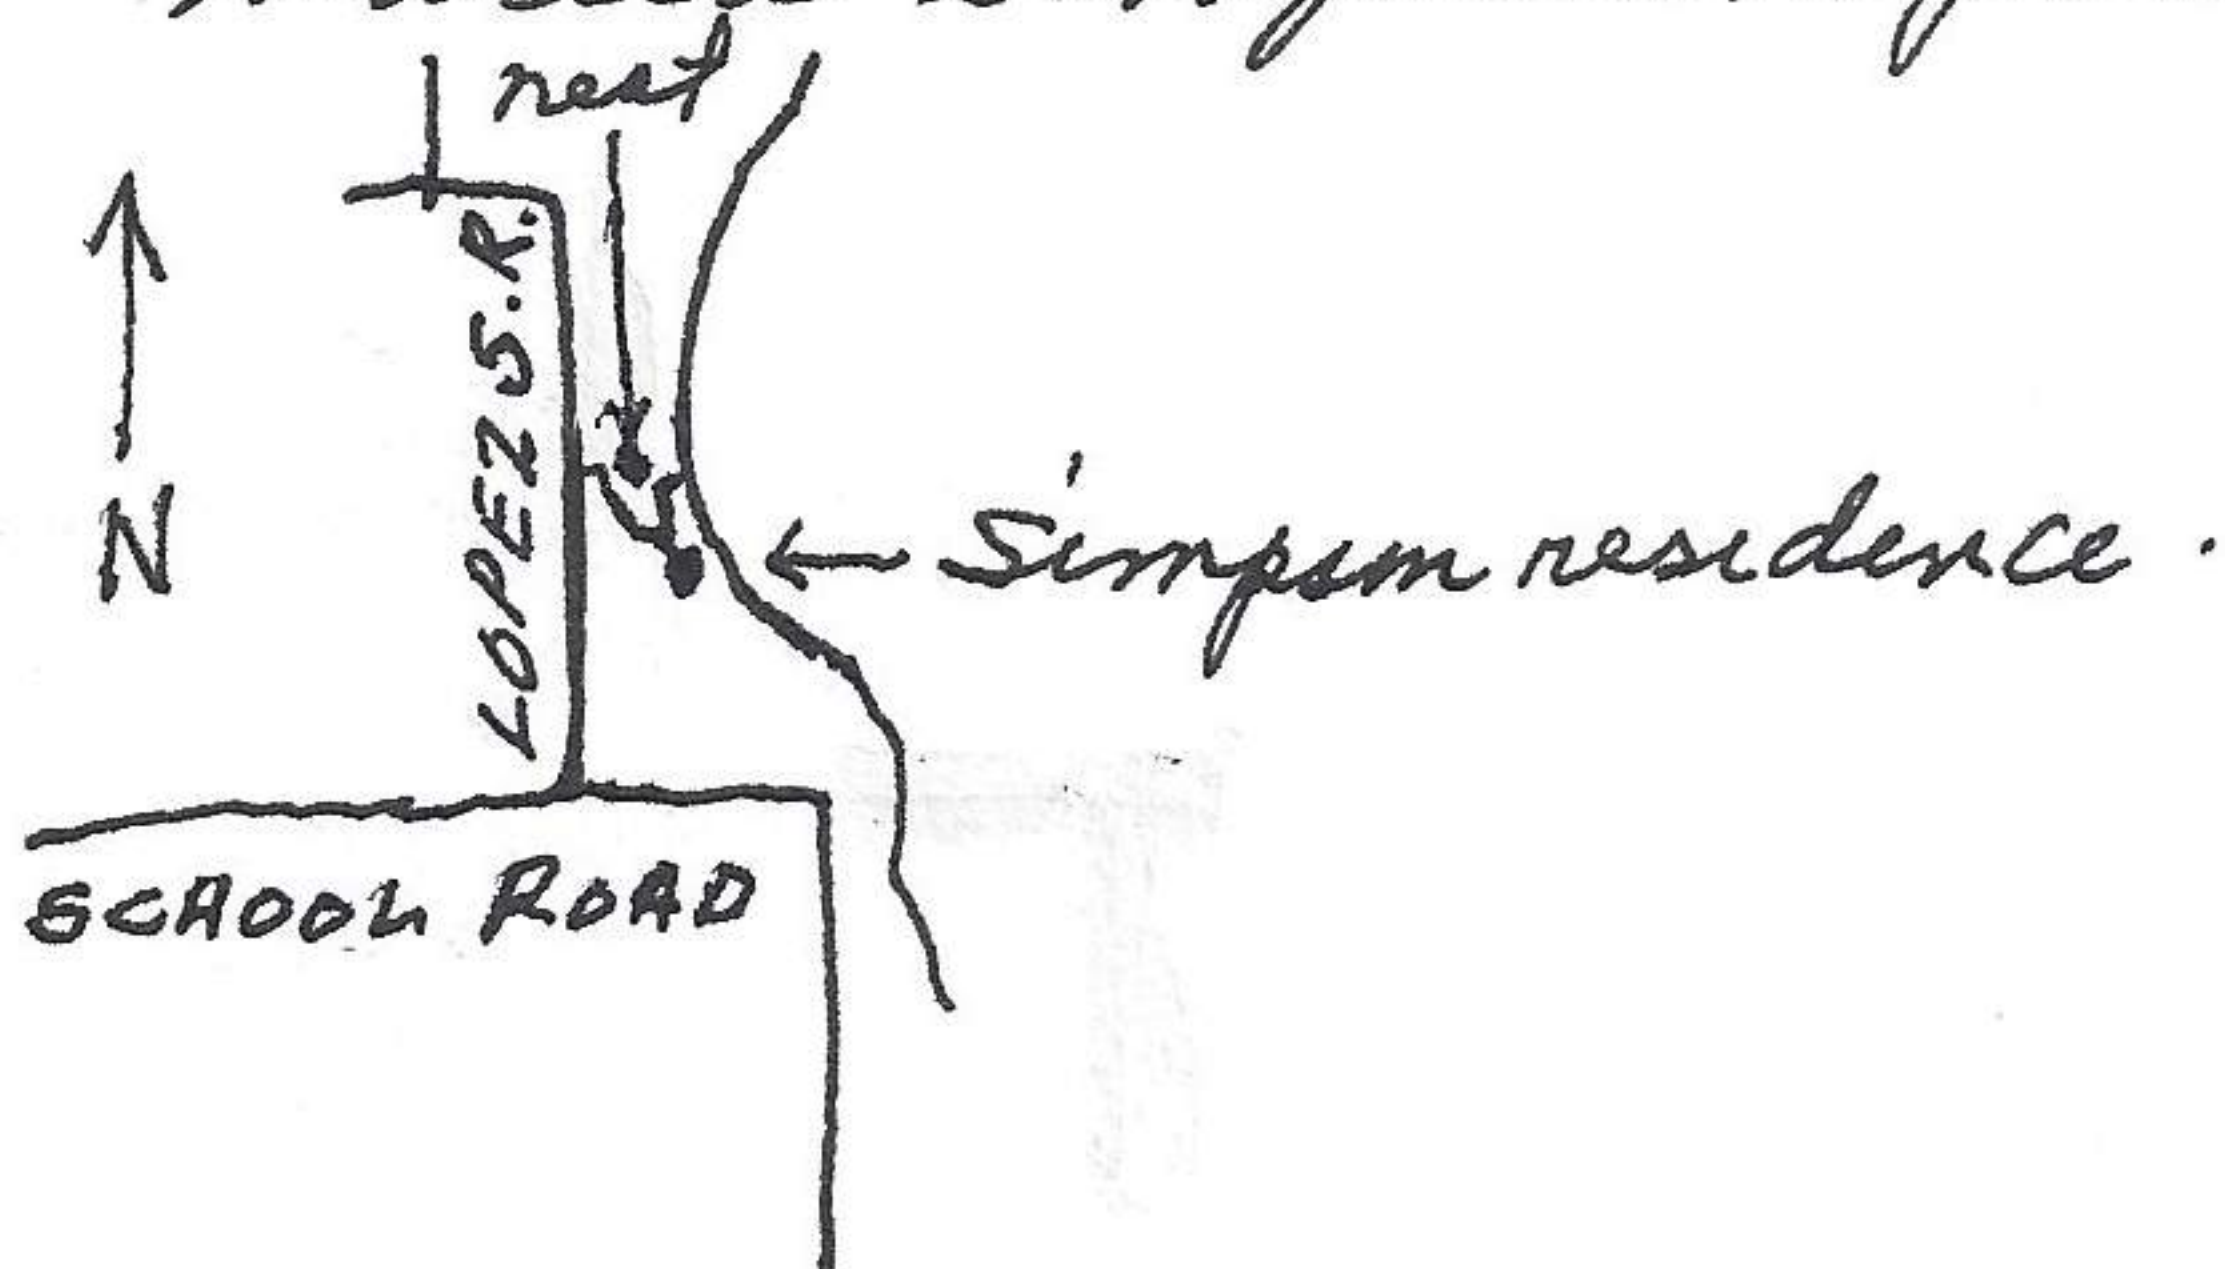 nest
LOPEZ S.R.
N
← Simpson residence.
SCHOOL ROAD